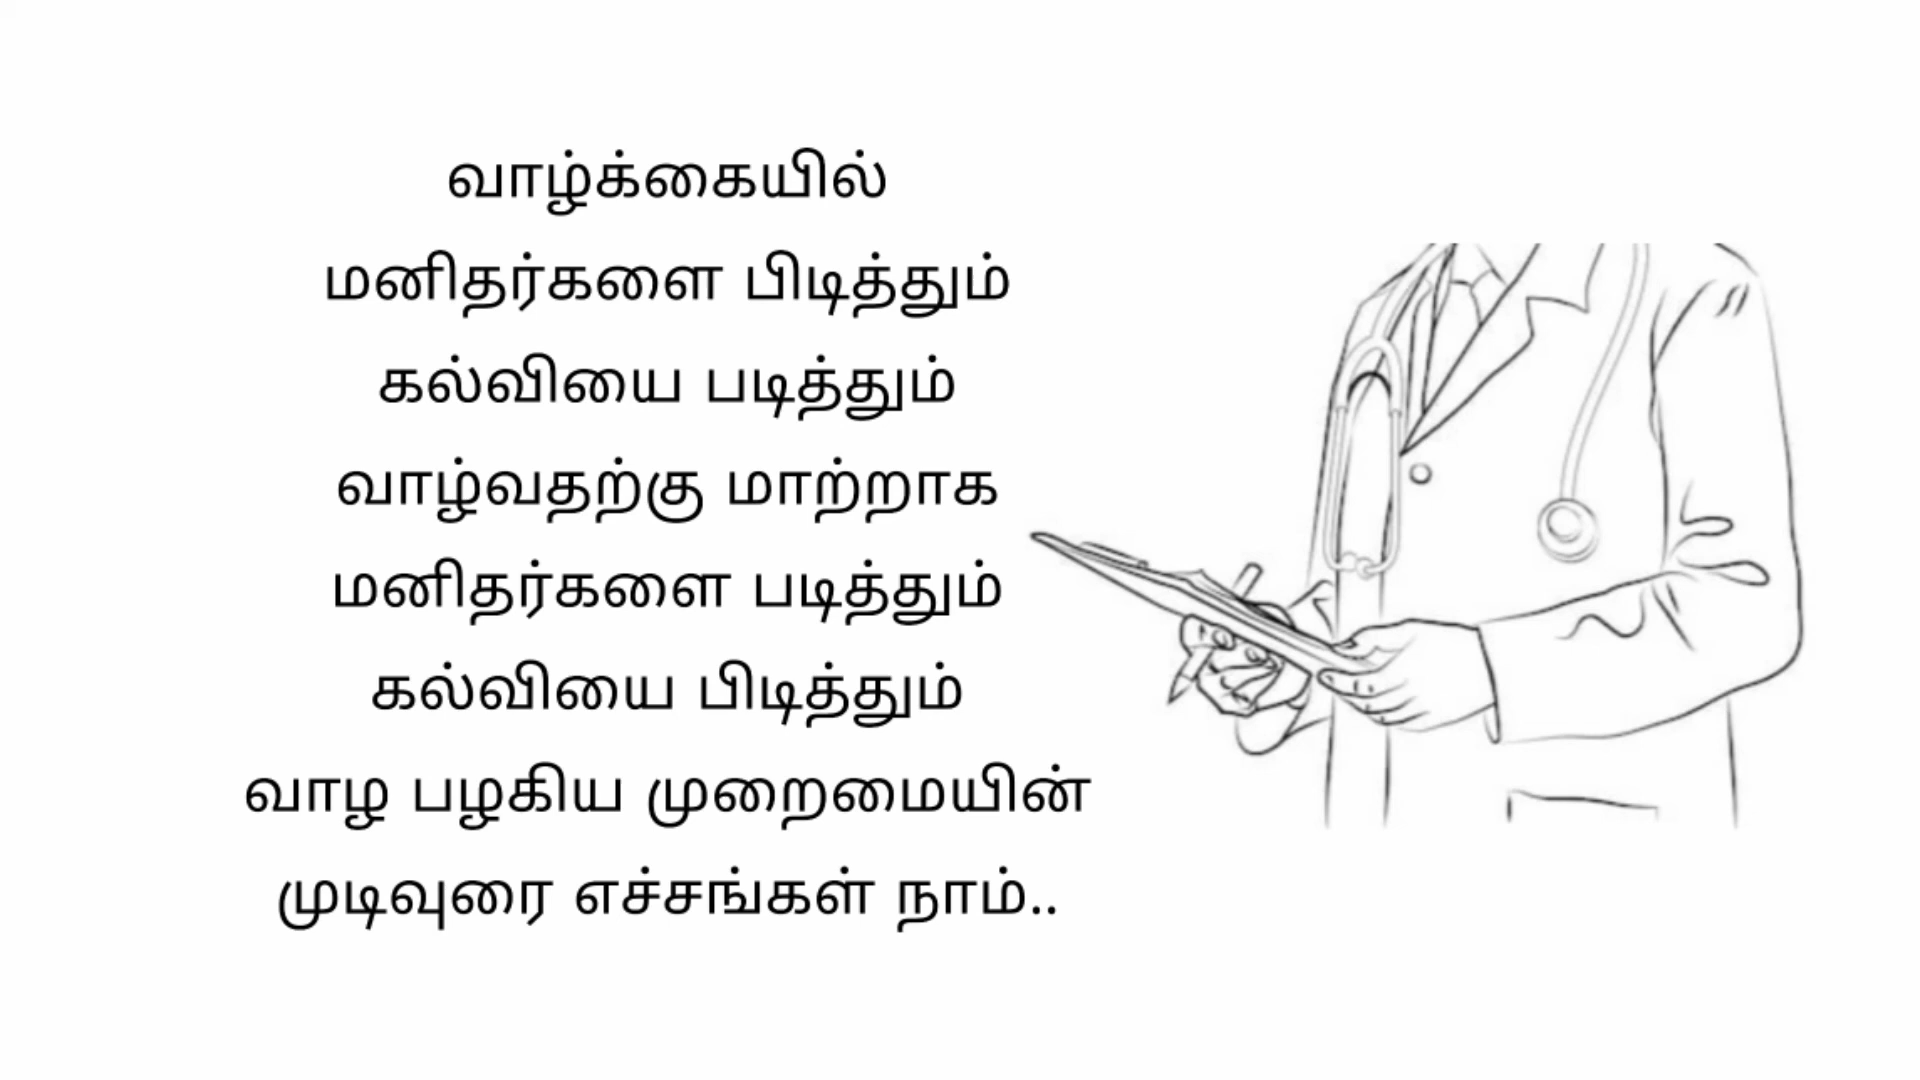 வாழ்க்கையில்
மனிதர்களை பிடித்தும்
கல்வியை படித்தும்
வாழ்வதற்கு மாற்றாக
மனிதர்களை படித்தும்
கல்வியை பிடித்தும்
வாழ பழகிய முறைமையின்
முடிவுரை எச்சங்கள் நாம்..